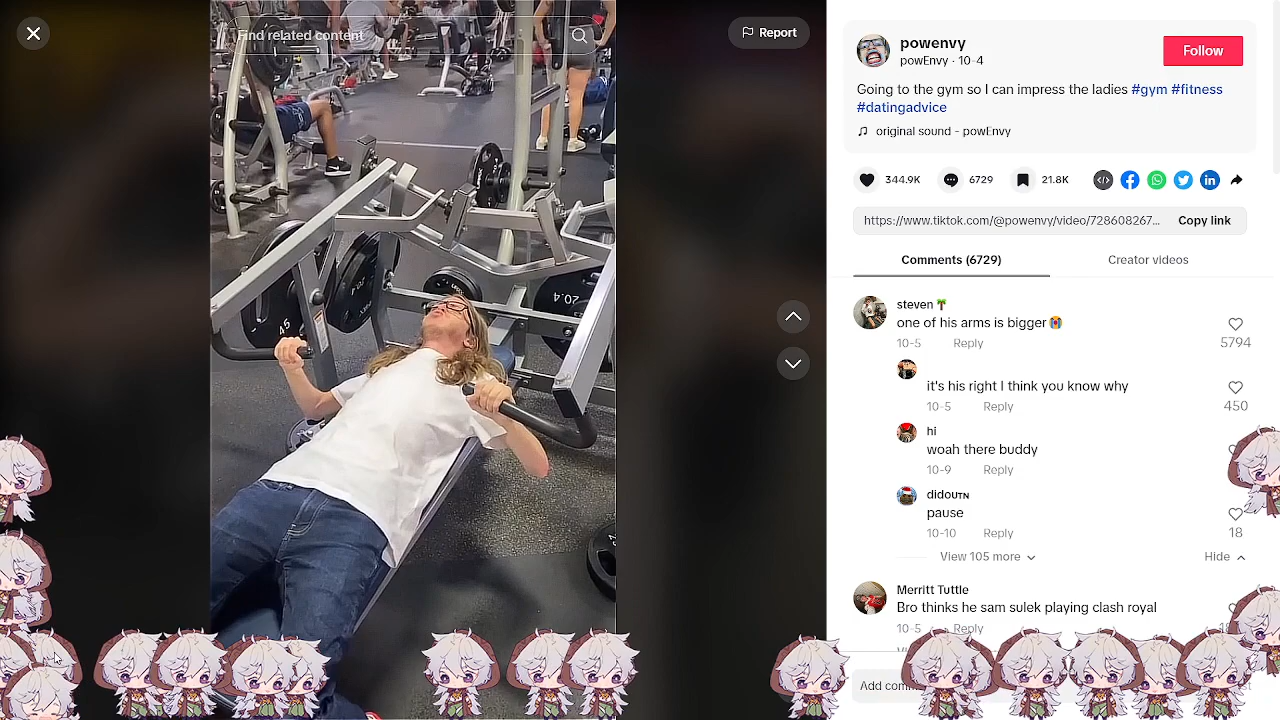 Find related content
Report
45
20.4
powenvy
powEnvy · 10-4
Follow
Going to the gym so I can impress the ladies #gym #fitness
#datingadvice
original sound - powEnvy
344.9K
6729
21.8K
https://www.tiktok.com/@powenvy/video/728608267...
Copy link
Comments (6729)
Creator videos
steven🌴
one of his arms is bigger😭
10-5 Reply
5794
it's his right I think you know why
10-5 Reply
450
hi
woah there buddy
10-9 Reply
didouᴛɴ
pause
10-10 Reply
18
View 105 more
Hide
Merritt Tuttle
Bro thinks he sam sulek playing clash royal
10-5 Reply
Add